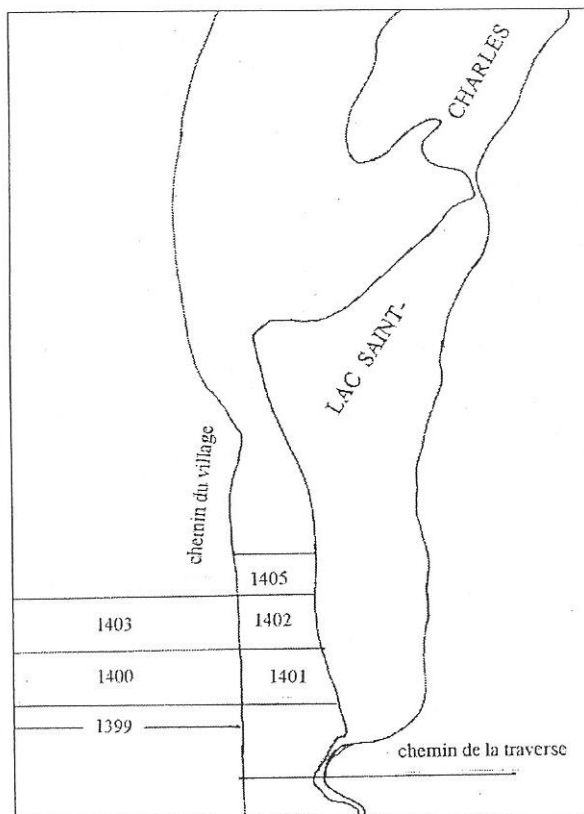 CHARLES
LAC SAINT-
chemin du village
1405
1403
1402
1400
1401
1399
chemin de la traverse